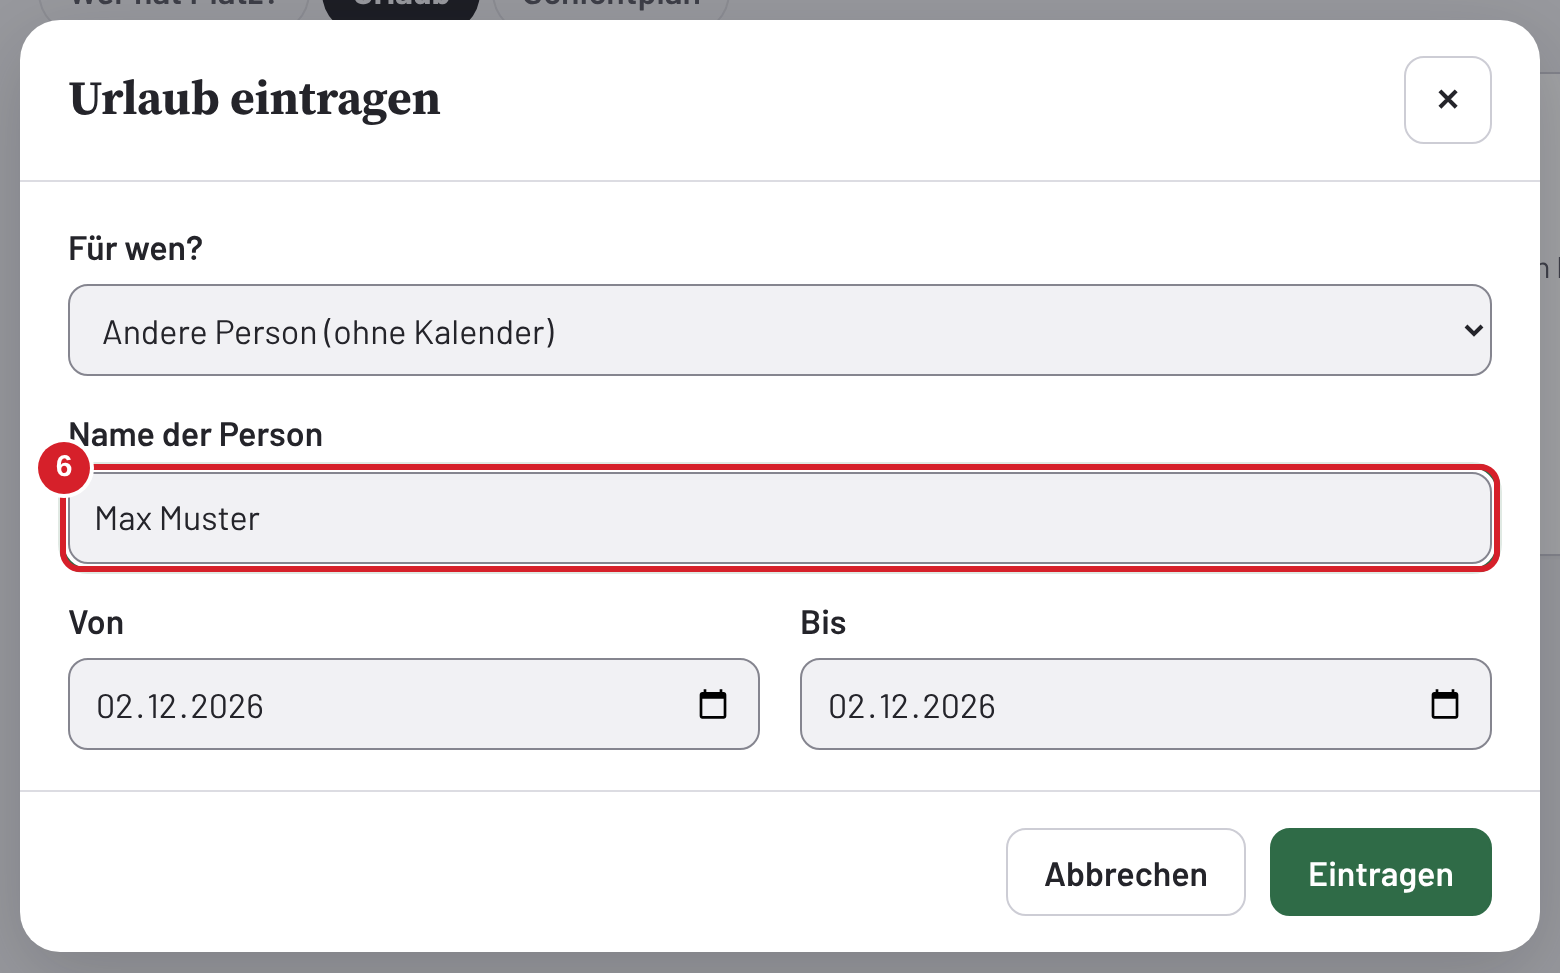 Urlaub eintragen
×
Für wen?
Andere Person (ohne Kalender)
Name der Person
6
Max Muster
Von
Bis
02.12.2026
02.12.2026
Abbrechen
Eintragen